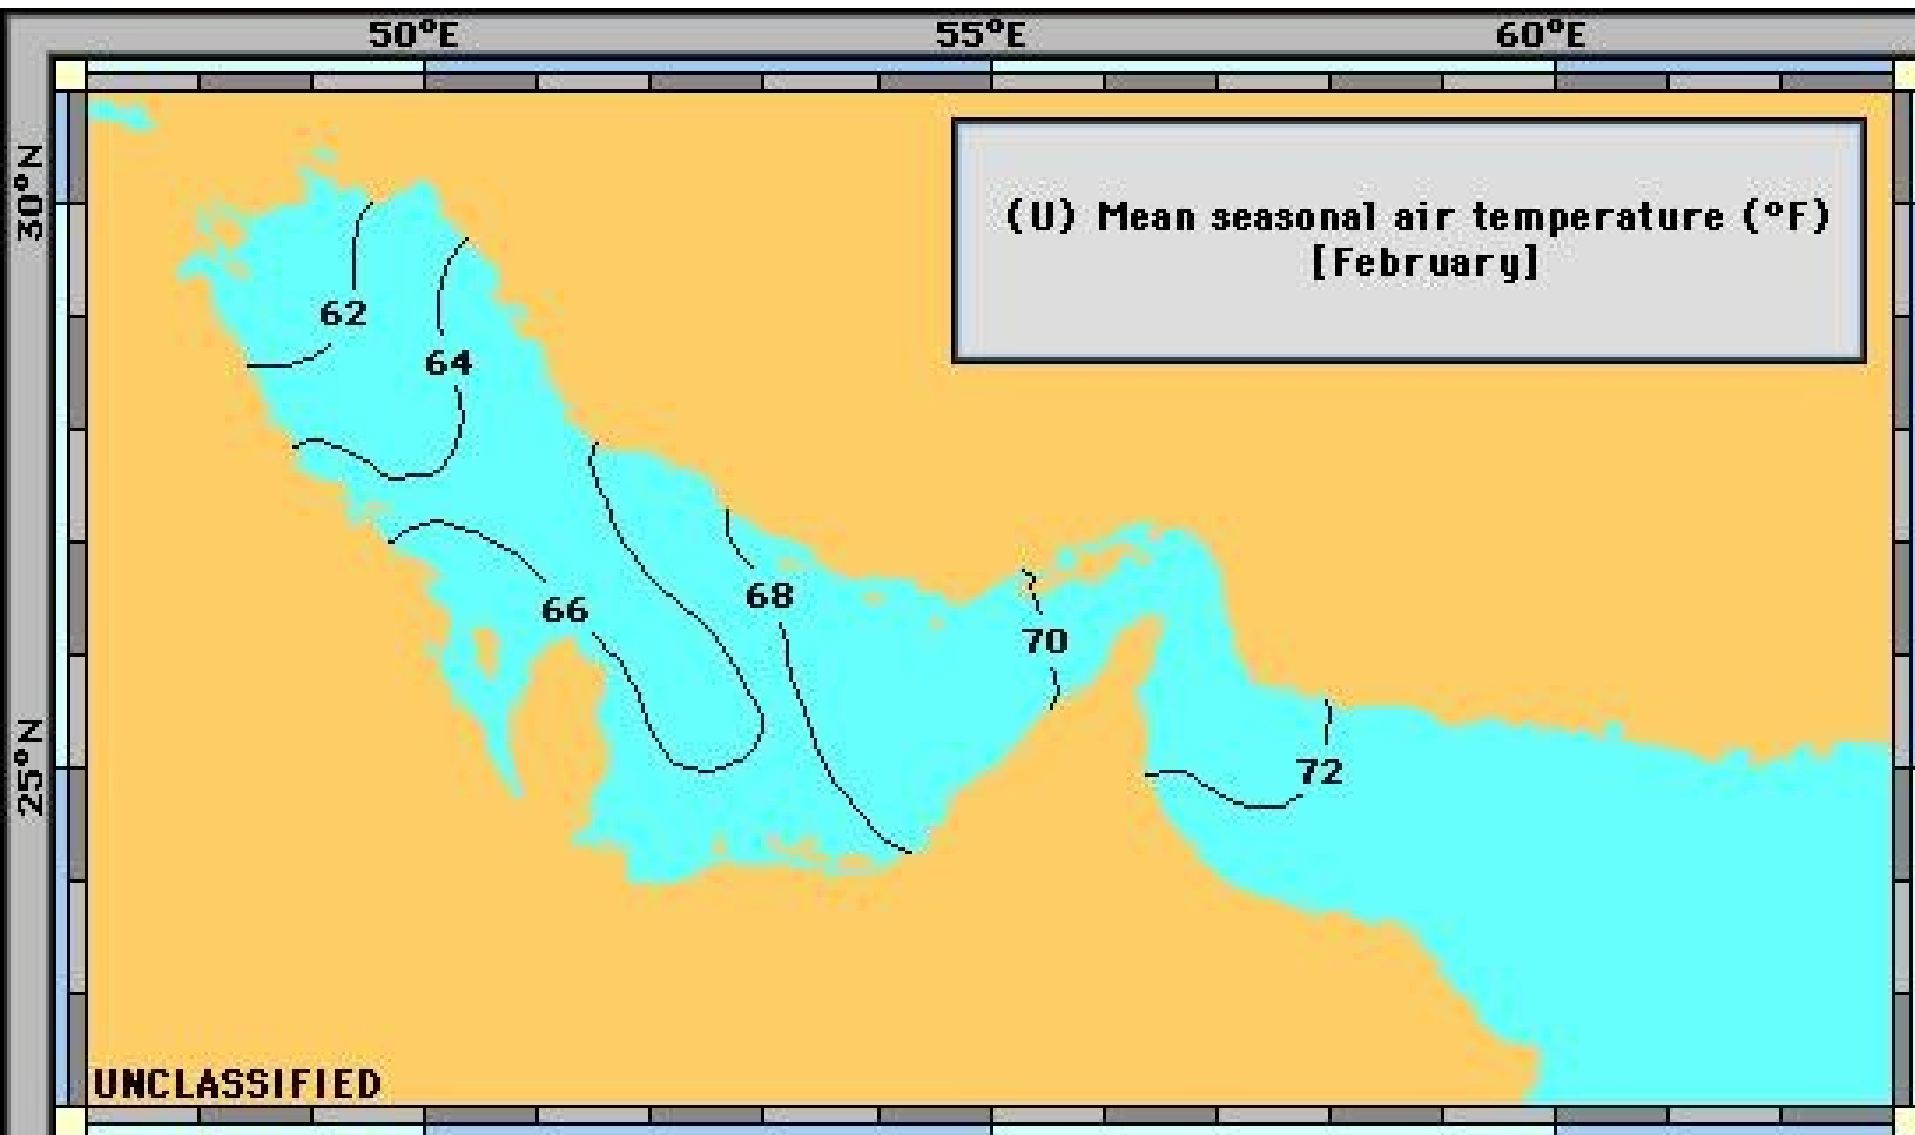 50°E 55°E 60°E
30°N
(U) Mean seasonal air temperature (°F)
[February]
62
64
68
66
70
25°N
72
UNCLASSIFIED